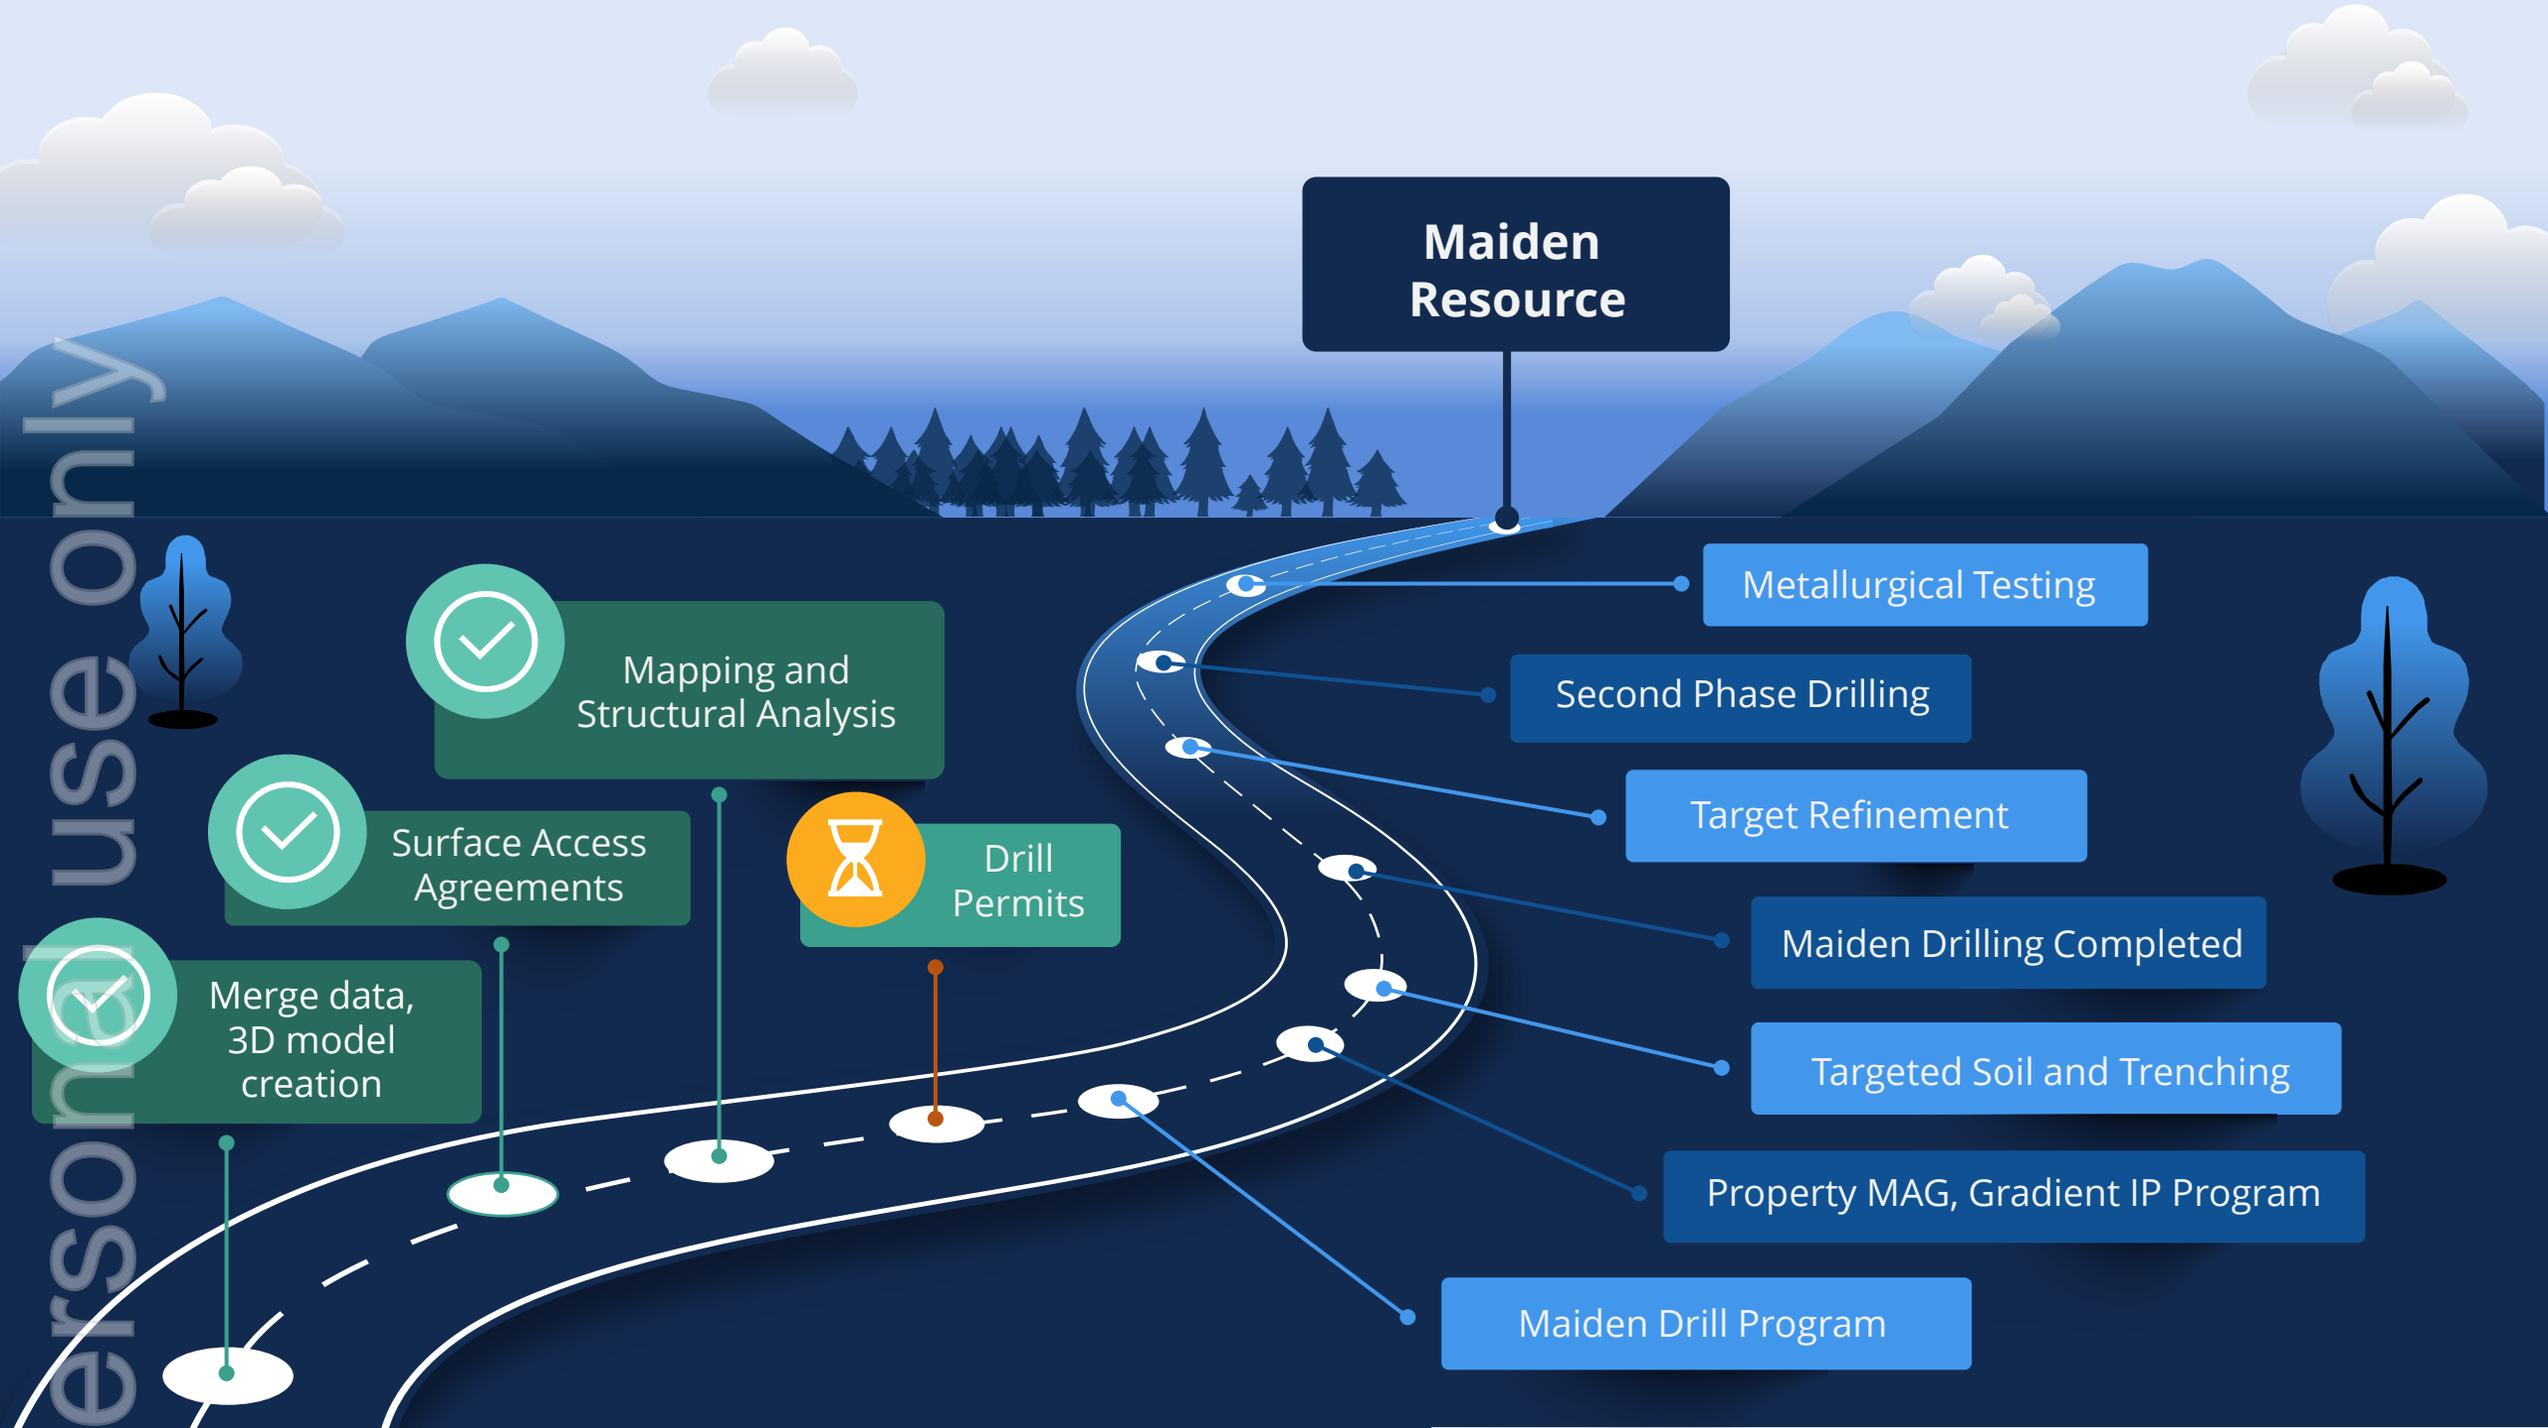 Maiden
Resource
Metallurgical Testing
Second Phase Drilling
Target Refinement
Maiden Drilling Completed
Targeted Soil and Trenching
Property MAG, Gradient IP Program
Maiden Drill Program
Mapping and
Structural Analysis
Surface Access
Agreements
Drill
Permits
Merge data,
3D model
creation
ersonal use only